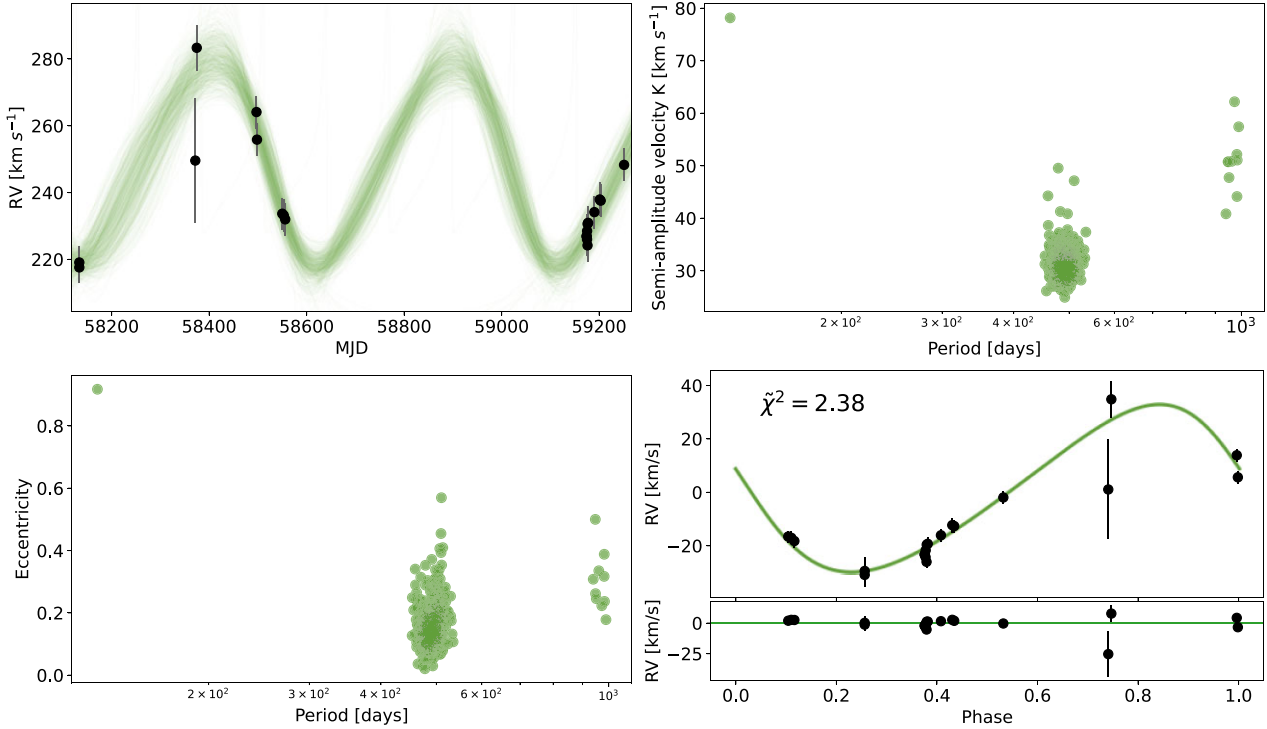 280
260
240
220
RV [km s⁻¹]
58200 58400 58600 58800 59000 59200
MJD
80
70
60
50
40
30
Semi-amplitude velocity K [km s⁻¹]
2 × 10² 3 × 10² 4 × 10² 6 × 10² 10³
Period [days]
0.8
0.6
0.4
0.2
0.0
Eccentricity
2 × 10² 3 × 10² 4 × 10² 6 × 10² 10³
Period [days]
χ̃² = 2.38
40
20
0
−20
RV [km/s]
0
−25
RV [km/s]
0.0 0.2 0.4 0.6 0.8 1.0
Phase